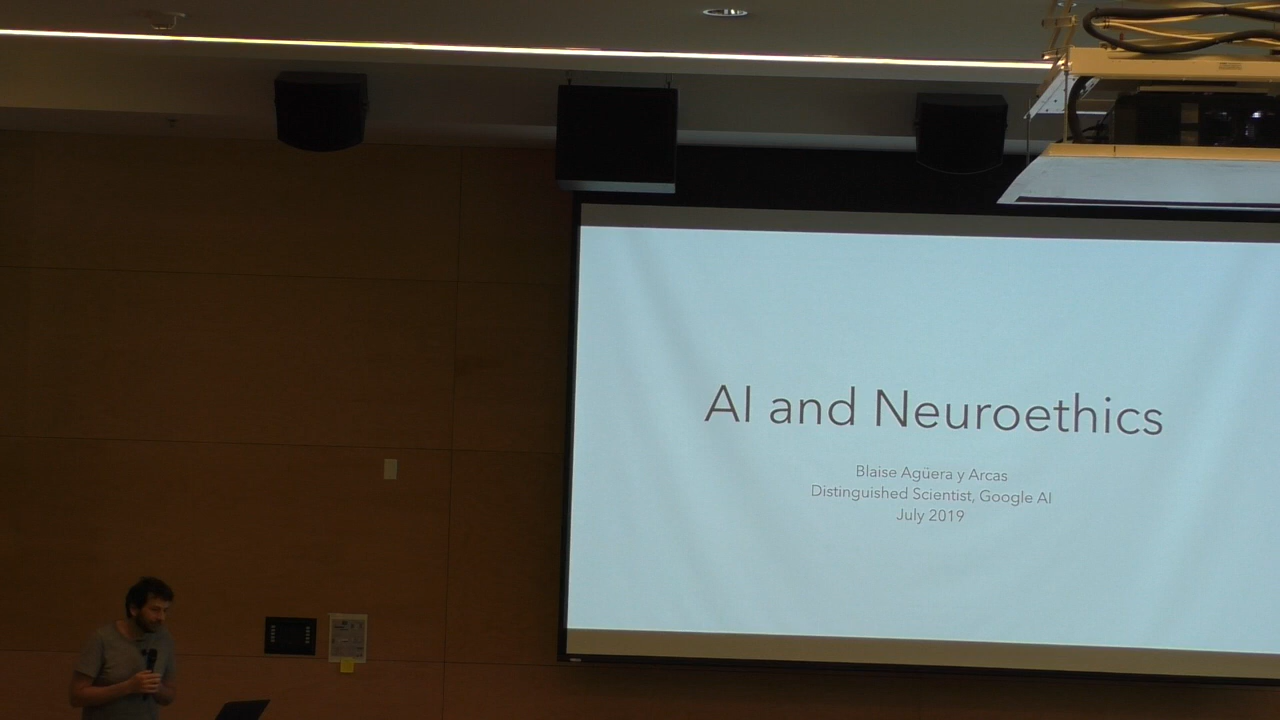 AI and Neuroethics
Blaise Agüera y Arcas
Distinguished Scientist, Google AI
July 2019